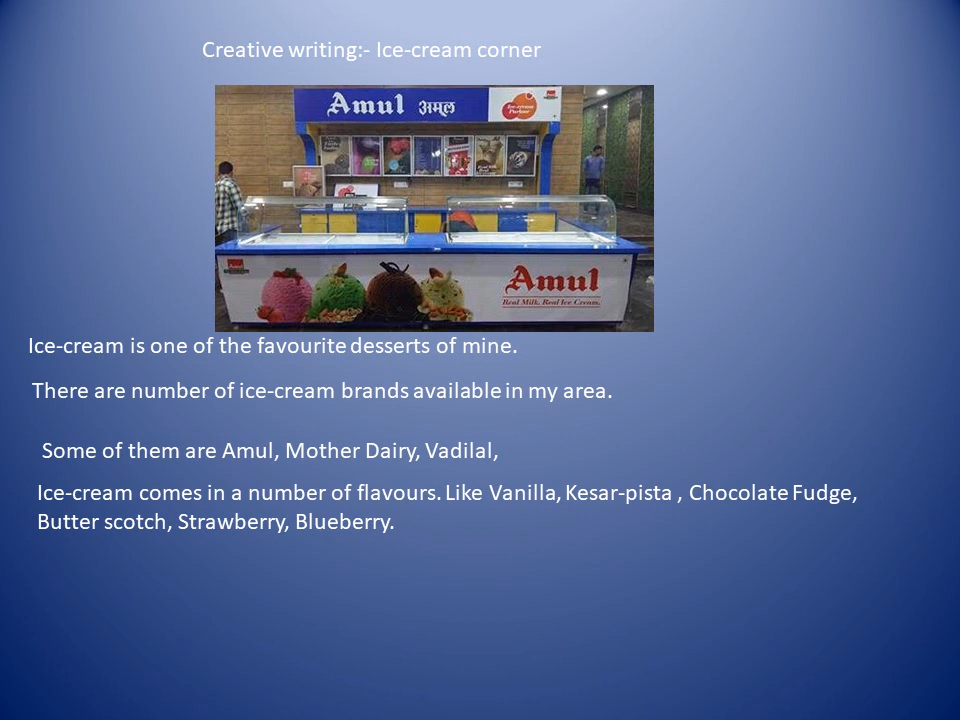 Creative writing:- Ice-cream corner
Amul अमूल
Ice-cream
Parlour
Amul
Real Milk. Real Ice Cream.
Ice-cream is one of the favourite desserts of mine.
There are number of ice-cream brands available in my area.
Some of them are Amul, Mother Dairy, Vadilal,
Ice-cream comes in a number of flavours. Like Vanilla, Kesar-pista , Chocolate Fudge,
Butter scotch, Strawberry, Blueberry.